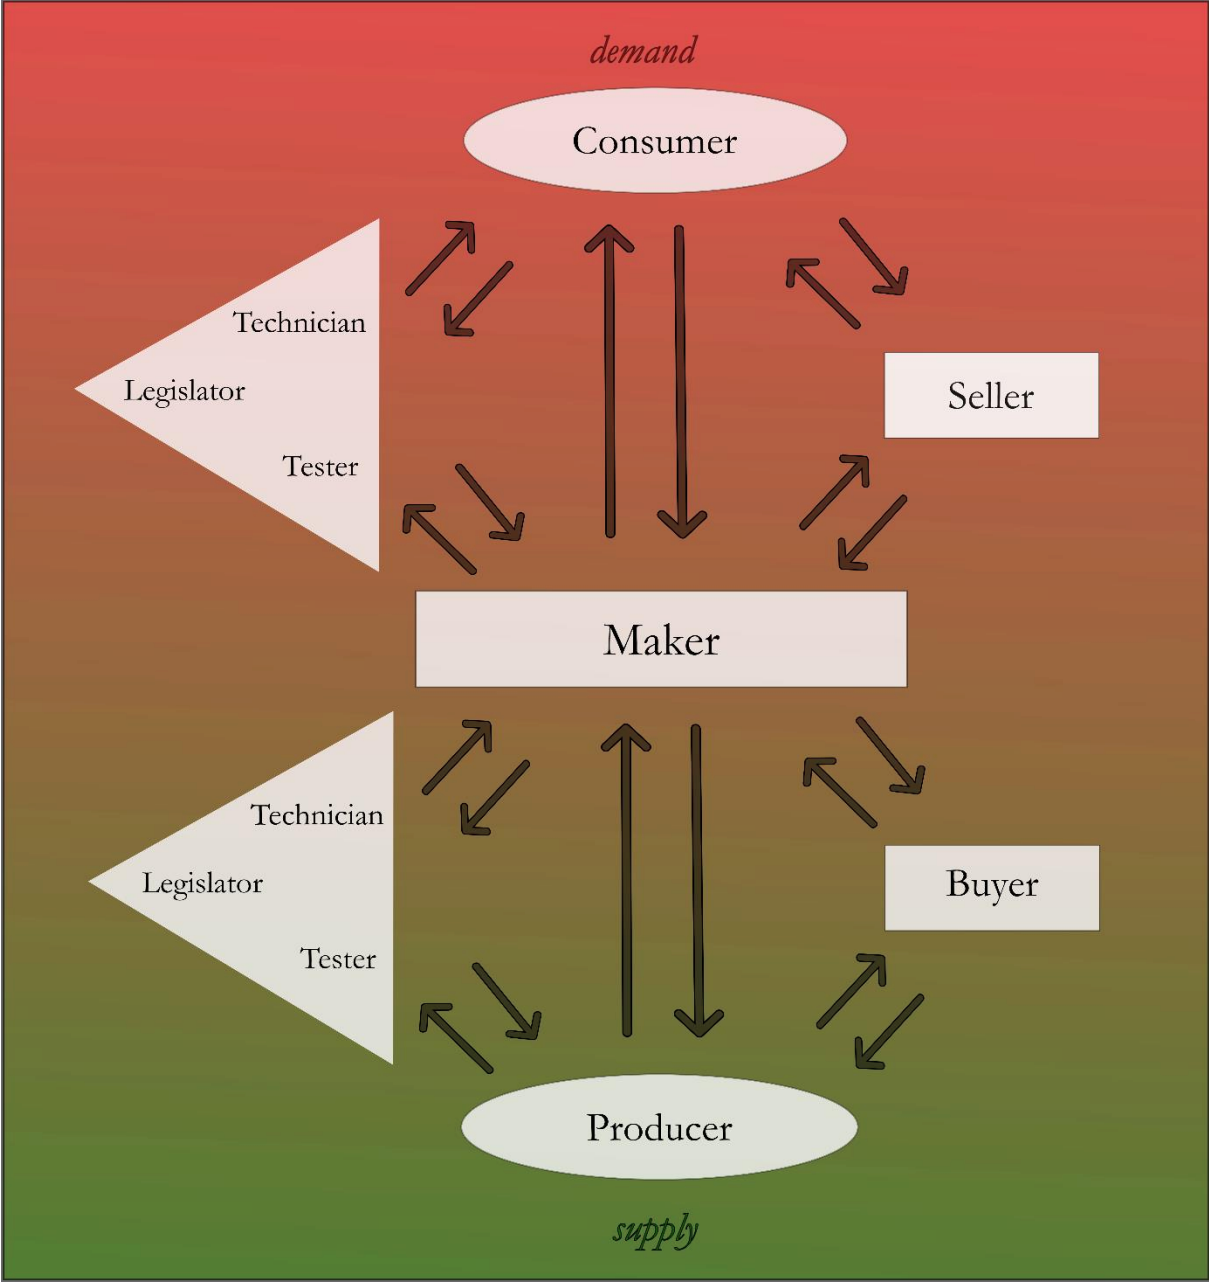 demand
Consumer
Technician
Legislator
Tester
Seller
Maker
Technician
Legislator
Tester
Buyer
Producer
supply